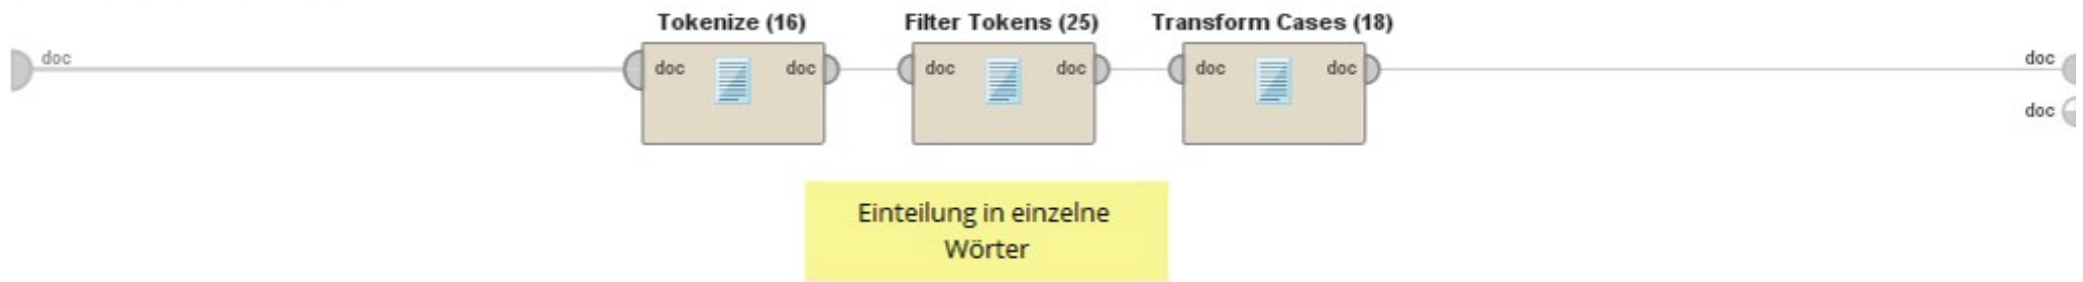 Tokenize (16)
Filter Tokens (25)
Transform Cases (18)
doc
doc
doc
doc
doc
doc
doc
doc
doc
Einteilung in einzelne
Wörter